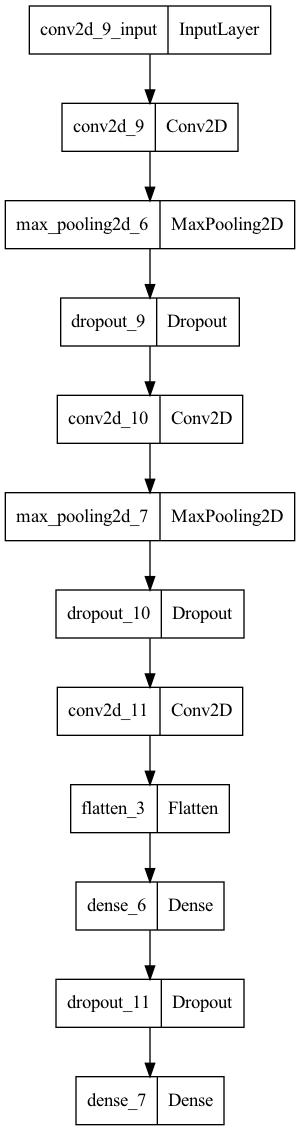 conv2d_9_input InputLayer
conv2d_9 Conv2D
max_pooling2d_6 MaxPooling2D
dropout_9 Dropout
conv2d_10 Conv2D
max_pooling2d_7 MaxPooling2D
dropout_10 Dropout
conv2d_11 Conv2D
flatten_3 Flatten
dense_6 Dense
dropout_11 Dropout
dense_7 Dense